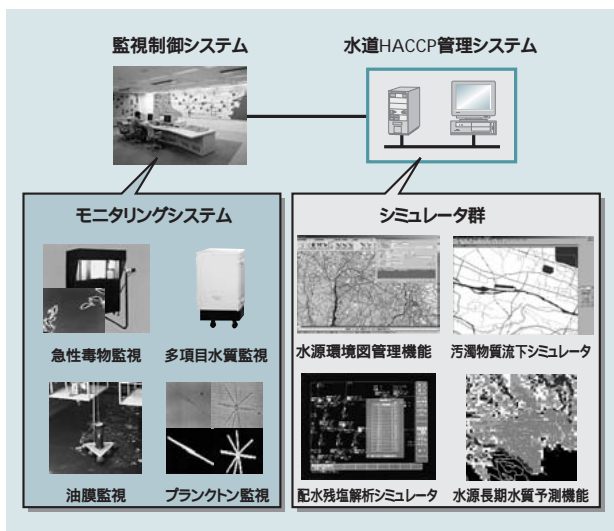 監視制御システム
水道HACCP管理システム
モニタリングシステム
シミュレータ群
急性毒物監視
多項目水質監視
水源環境図管理機能
汚濁物質流下シミュレータ
油膜監視
プランクトン監視
配水残塩解析シミュレータ
水源長期水質予測機能